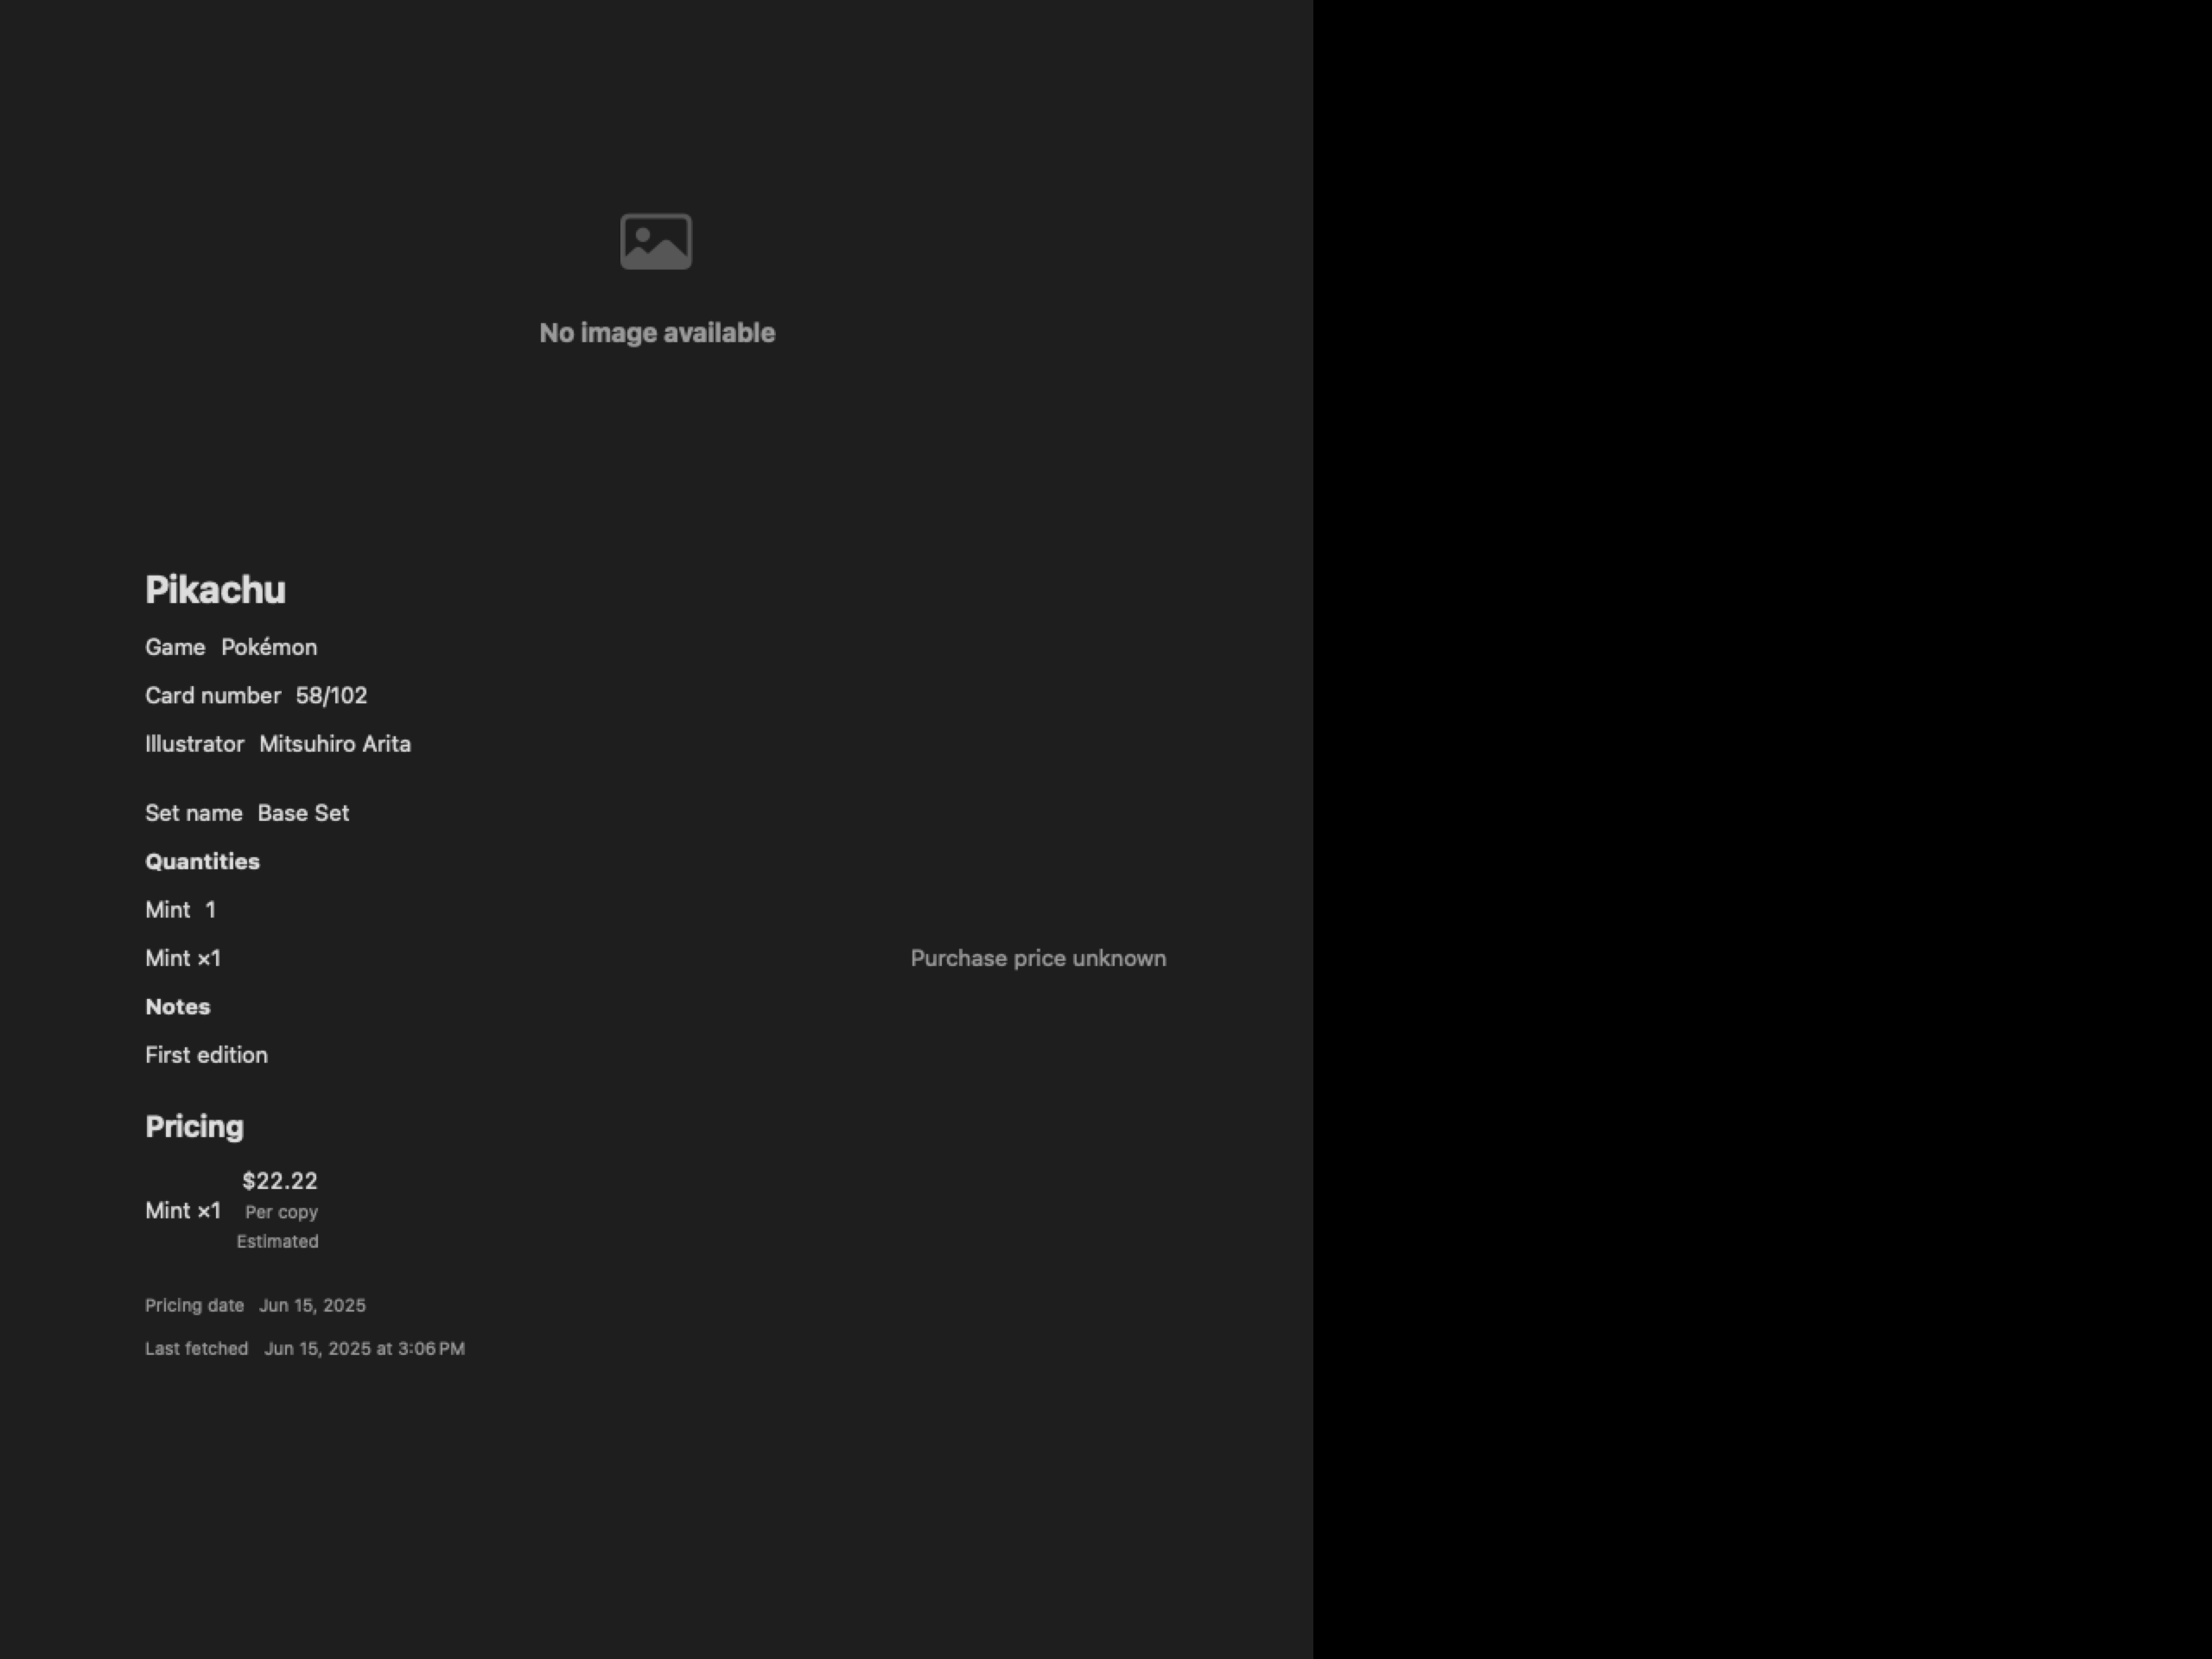 No image available
Pikachu
Game Pokémon
Card number 58/102
Illustrator Mitsuhiro Arita
Set name Base Set
Quantities
Mint 1
Mint ×1 Purchase price unknown
Notes
First edition
Pricing
$22.22
Mint ×1 Per copy
Estimated
Pricing date Jun 15, 2025
Last fetched Jun 15, 2025 at 3:06 PM